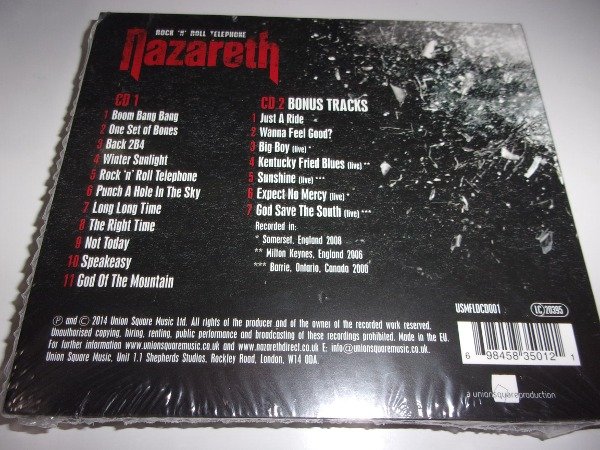 ROCK 'N' ROLL TELEPHONE
Nazareth
CD 1
1 Boom Bang Bang
2 One Set of Bones
3 Back 2B4
4 Winter Sunlight
5 Rock 'n' Roll Telephone
6 Punch A Hole In The Sky
7 Long Long Time
8 The Right Time
9 Not Today
10 Speakeasy
11 God Of The Mountain
CD 2 BONUS TRACKS
1 Just A Ride
2 Wanna Feel Good?
3 Big Boy (live) *
4 Kentucky Fried Blues (live) **
5 Sunshine (live) ***
6 Expect No Mercy (live) *
7 God Save The South (live) ***
Recorded in:
* Somerset, England 2008
** Milton Keynes, England 2006
*** Barrie, Ontario, Canada 2000
USMFLDCD001
LC 20395
℗ and © 2014 Union Square Music Ltd. All rights of the producer and of the owner of the recorded work reserved.
Unauthorised copying, hiring, renting, public performance and broadcasting of these recordings prohibited. Made in the EU.
For further information www.unionsquaremusic.co.uk and www.nazarethdirect.co.uk E: info@unionsquaremusic.co.uk
Union Square Music, Unit 1.1 Shepherds Studios, Rockley Road, London, W14 0DA.
6 98458 35012 1
a unionsquareproduction